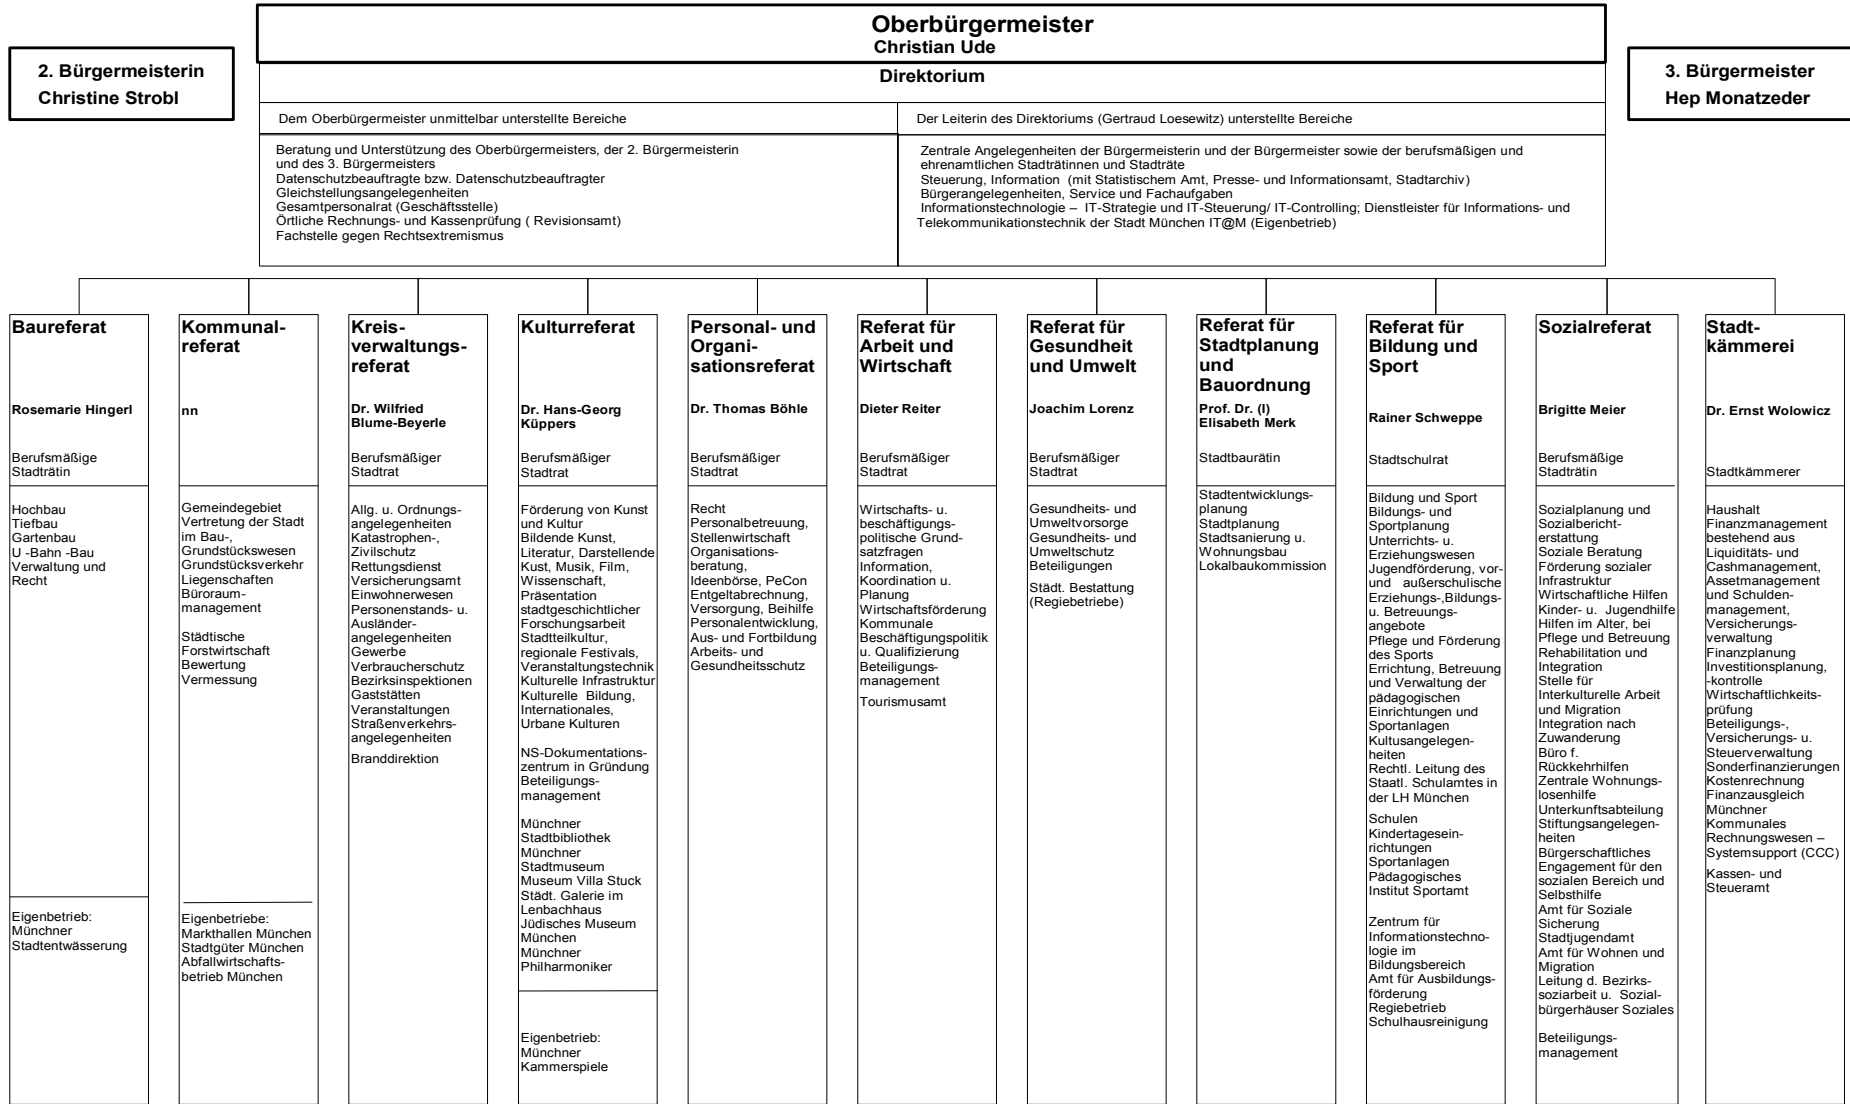 Oberbürgermeister
Christian Ude
2. Bürgermeisterin
Christine Strobl
3. Bürgermeister
Hep Monatzeder
Direktorium
Dem Oberbürgermeister unmittelbar unterstellte Bereiche
Beratung und Unterstützung des Oberbürgermeisters, der 2. Bürgermeisterin
und des 3. Bürgermeisters
Datenschutzbeauftragte bzw. Datenschutzbeauftragter
Gleichstellungsangelegenheiten
Gesamtpersonalrat (Geschäftsstelle)
Örtliche Rechnungs- und Kassenprüfung ( Revisionsamt)
Fachstelle gegen Rechtsextremismus
Der Leiterin des Direktoriums (Gertraud Loesewitz) unterstellte Bereiche
Zentrale Angelegenheiten der Bürgermeisterin und der Bürgermeister sowie der berufsmäßigen und
ehrenamtlichen Stadträtinnen und Stadträte
Steuerung, Information (mit Statistischem Amt, Presse- und Informationsamt, Stadtarchiv)
Bürgerangelegenheiten, Service und Fachaufgaben
Informationstechnologie – IT-Strategie und IT-Steuerung/ IT-Controlling; Dienstleister für Informations- und
Telekommunikationstechnik der Stadt München IT@M (Eigenbetrieb)
Baureferat
Rosemarie Hingerl
Berufsmäßige
Stadträtin
Hochbau
Tiefbau
Gartenbau
U -Bahn -Bau
Verwaltung und
Recht
Eigenbetrieb:
Münchner
Stadtentwässerung
Kommunal-
referat
nn
Gemeindegebiet
Vertretung der Stadt
im Bau-,
Grundstückswesen
Grundstücksverkehr
Liegenschaften
Büroraum-
management
Städtische
Forstwirtschaft
Bewertung
Vermessung
Eigenbetriebe:
Markthallen München
Stadtgüter München
Abfallwirtschafts-
betrieb München
Kreis-
verwaltungs-
referat
Dr. Wilfried
Blume-Beyerle
Berufsmäßiger
Stadtrat
Allg. u. Ordnungs-
angelegenheiten
Katastrophen-,
Zivilschutz
Rettungsdienst
Versicherungsamt
Einwohnerwesen
Personenstands- u.
Ausländer-
angelegenheiten
Gewerbe
Verbraucherschutz
Bezirksinspektionen
Gaststätten
Veranstaltungen
Straßenverkehrs-
angelegenheiten
Branddirektion
Kulturreferat
Dr. Hans-Georg
Küppers
Berufsmäßiger
Stadtrat
Förderung von Kunst
und Kultur
Bildende Kunst,
Literatur, Darstellende
Kust, Musik, Film,
Wissenschaft,
Präsentation
stadtgeschichtlicher
Forschungsarbeit
Stadtteilkultur,
regionale Festivals,
Veranstaltungstechnik
Kulturelle Infrastruktur
Kulturelle Bildung,
Internationales,
Urbane Kulturen
NS-Dokumentations-
zentrum in Gründung
Beteiligungs-
management
Münchner
Stadtbibliothek
Münchner
Stadtmuseum
Museum Villa Stuck
Städt. Galerie im
Lenbachhaus
Jüdisches Museum
München
Münchner
Philharmoniker
Eigenbetrieb:
Münchner
Kammerspiele
Personal- und
Organi-
sationsreferat
Dr. Thomas Böhle
Berufsmäßiger
Stadtrat
Recht
Personalbetreuung,
Stellenwirtschaft
Organisations-
beratung,
Ideenbörse, PeCon
Entgeltabrechnung,
Versorgung, Beihilfe
Personalentwicklung,
Aus- und Fortbildung
Arbeits- und
Gesundheitsschutz
Referat für
Arbeit und
Wirtschaft
Dieter Reiter
Berufsmäßiger
Stadtrat
Wirtschafts- u.
beschäftigungs-
politische Grund-
satzfragen
Information,
Koordination u.
Planung
Wirtschaftsförderung
Kommunale
Beschäftigungspolitik
u. Qualifizierung
Beteiligungs-
management
Tourismusamt
Referat für
Gesundheit
und Umwelt
Joachim Lorenz
Berufsmäßiger
Stadtrat
Gesundheits- und
Umweltvorsorge
Gesundheits- und
Umweltschutz
Beteiligungen
Städt. Bestattung
(Regiebetriebe)
Referat für
Stadtplanung
und
Bauordnung
Prof. Dr. (I)
Elisabeth Merk
Stadtbaurätin
Stadtentwicklungs-
planung
Stadtplanung
Stadtsanierung u.
Wohnungsbau
Lokalbaukommission
Referat für
Bildung und
Sport
Rainer Schweppe
Stadtschulrat
Bildung und Sport
Bildungs- und
Sportplanung
Unterrichts- u.
Erziehungswesen
Jugendförderung, vor-
und außerschulische
Erziehungs-,Bildungs-
u. Betreuungs-
angebote
Pflege und Förderung
des Sports
Errichtung, Betreuung
und Verwaltung der
pädagogischen
Einrichtungen und
Sportanlagen
Kultusangelegen-
heiten
Rechtl. Leitung des
Staatl. Schulamtes in
der LH München
Schulen
Kindertagesein-
richtungen
Sportanlagen
Pädagogisches
Institut Sportamt
Zentrum für
Informationstechno-
logie im
Bildungsbereich
Amt für Ausbildungs-
förderung
Regiebetrieb
Schulhausreinigung
Sozialreferat
Brigitte Meier
Berufsmäßige
Stadträtin
Sozialplanung und
Sozialbericht-
erstattung
Soziale Beratung
Förderung sozialer
Infrastruktur
Wirtschaftliche Hilfen
Kinder- u. Jugendhilfe
Hilfen im Alter, bei
Pflege und Betreuung
Rehabilitation und
Integration
Stelle für
Interkulturelle Arbeit
und Migration
Integration nach
Zuwanderung
Büro f.
Rückkehrhilfen
Zentrale Wohnungs-
losenhilfe
Unterkunftsabteilung
Stiftungsangelegen-
heiten
Bürgerschaftliches
Engagement für den
sozialen Bereich und
Selbsthilfe
Amt für Soziale
Sicherung
Stadtjugendamt
Amt für Wohnen und
Migration
Leitung d. Bezirks-
soziarbeit u. Sozial-
bürgerhäuser Soziales
Beteiligungs-
management
Stadt-
kämmerei
Dr. Ernst Wolowicz
Stadtkämmerer
Haushalt
Finanzmanagement
bestehend aus
Liquiditäts- und
Cashmanagement,
Assetmanagement
und Schulden-
management,
Versicherungs-
verwaltung
Finanzplanung
Investitionsplanung,
-kontrolle
Wirtschaftlichkeits-
prüfung
Beteiligungs-,
Versicherungs- u.
Steuerverwaltung
Sonderfinanzierungen
Kostenrechnung
Finanzausgleich
Münchner
Kommunales
Rechnungswesen –
Systemsupport (CCC)
Kassen- und
Steueramt